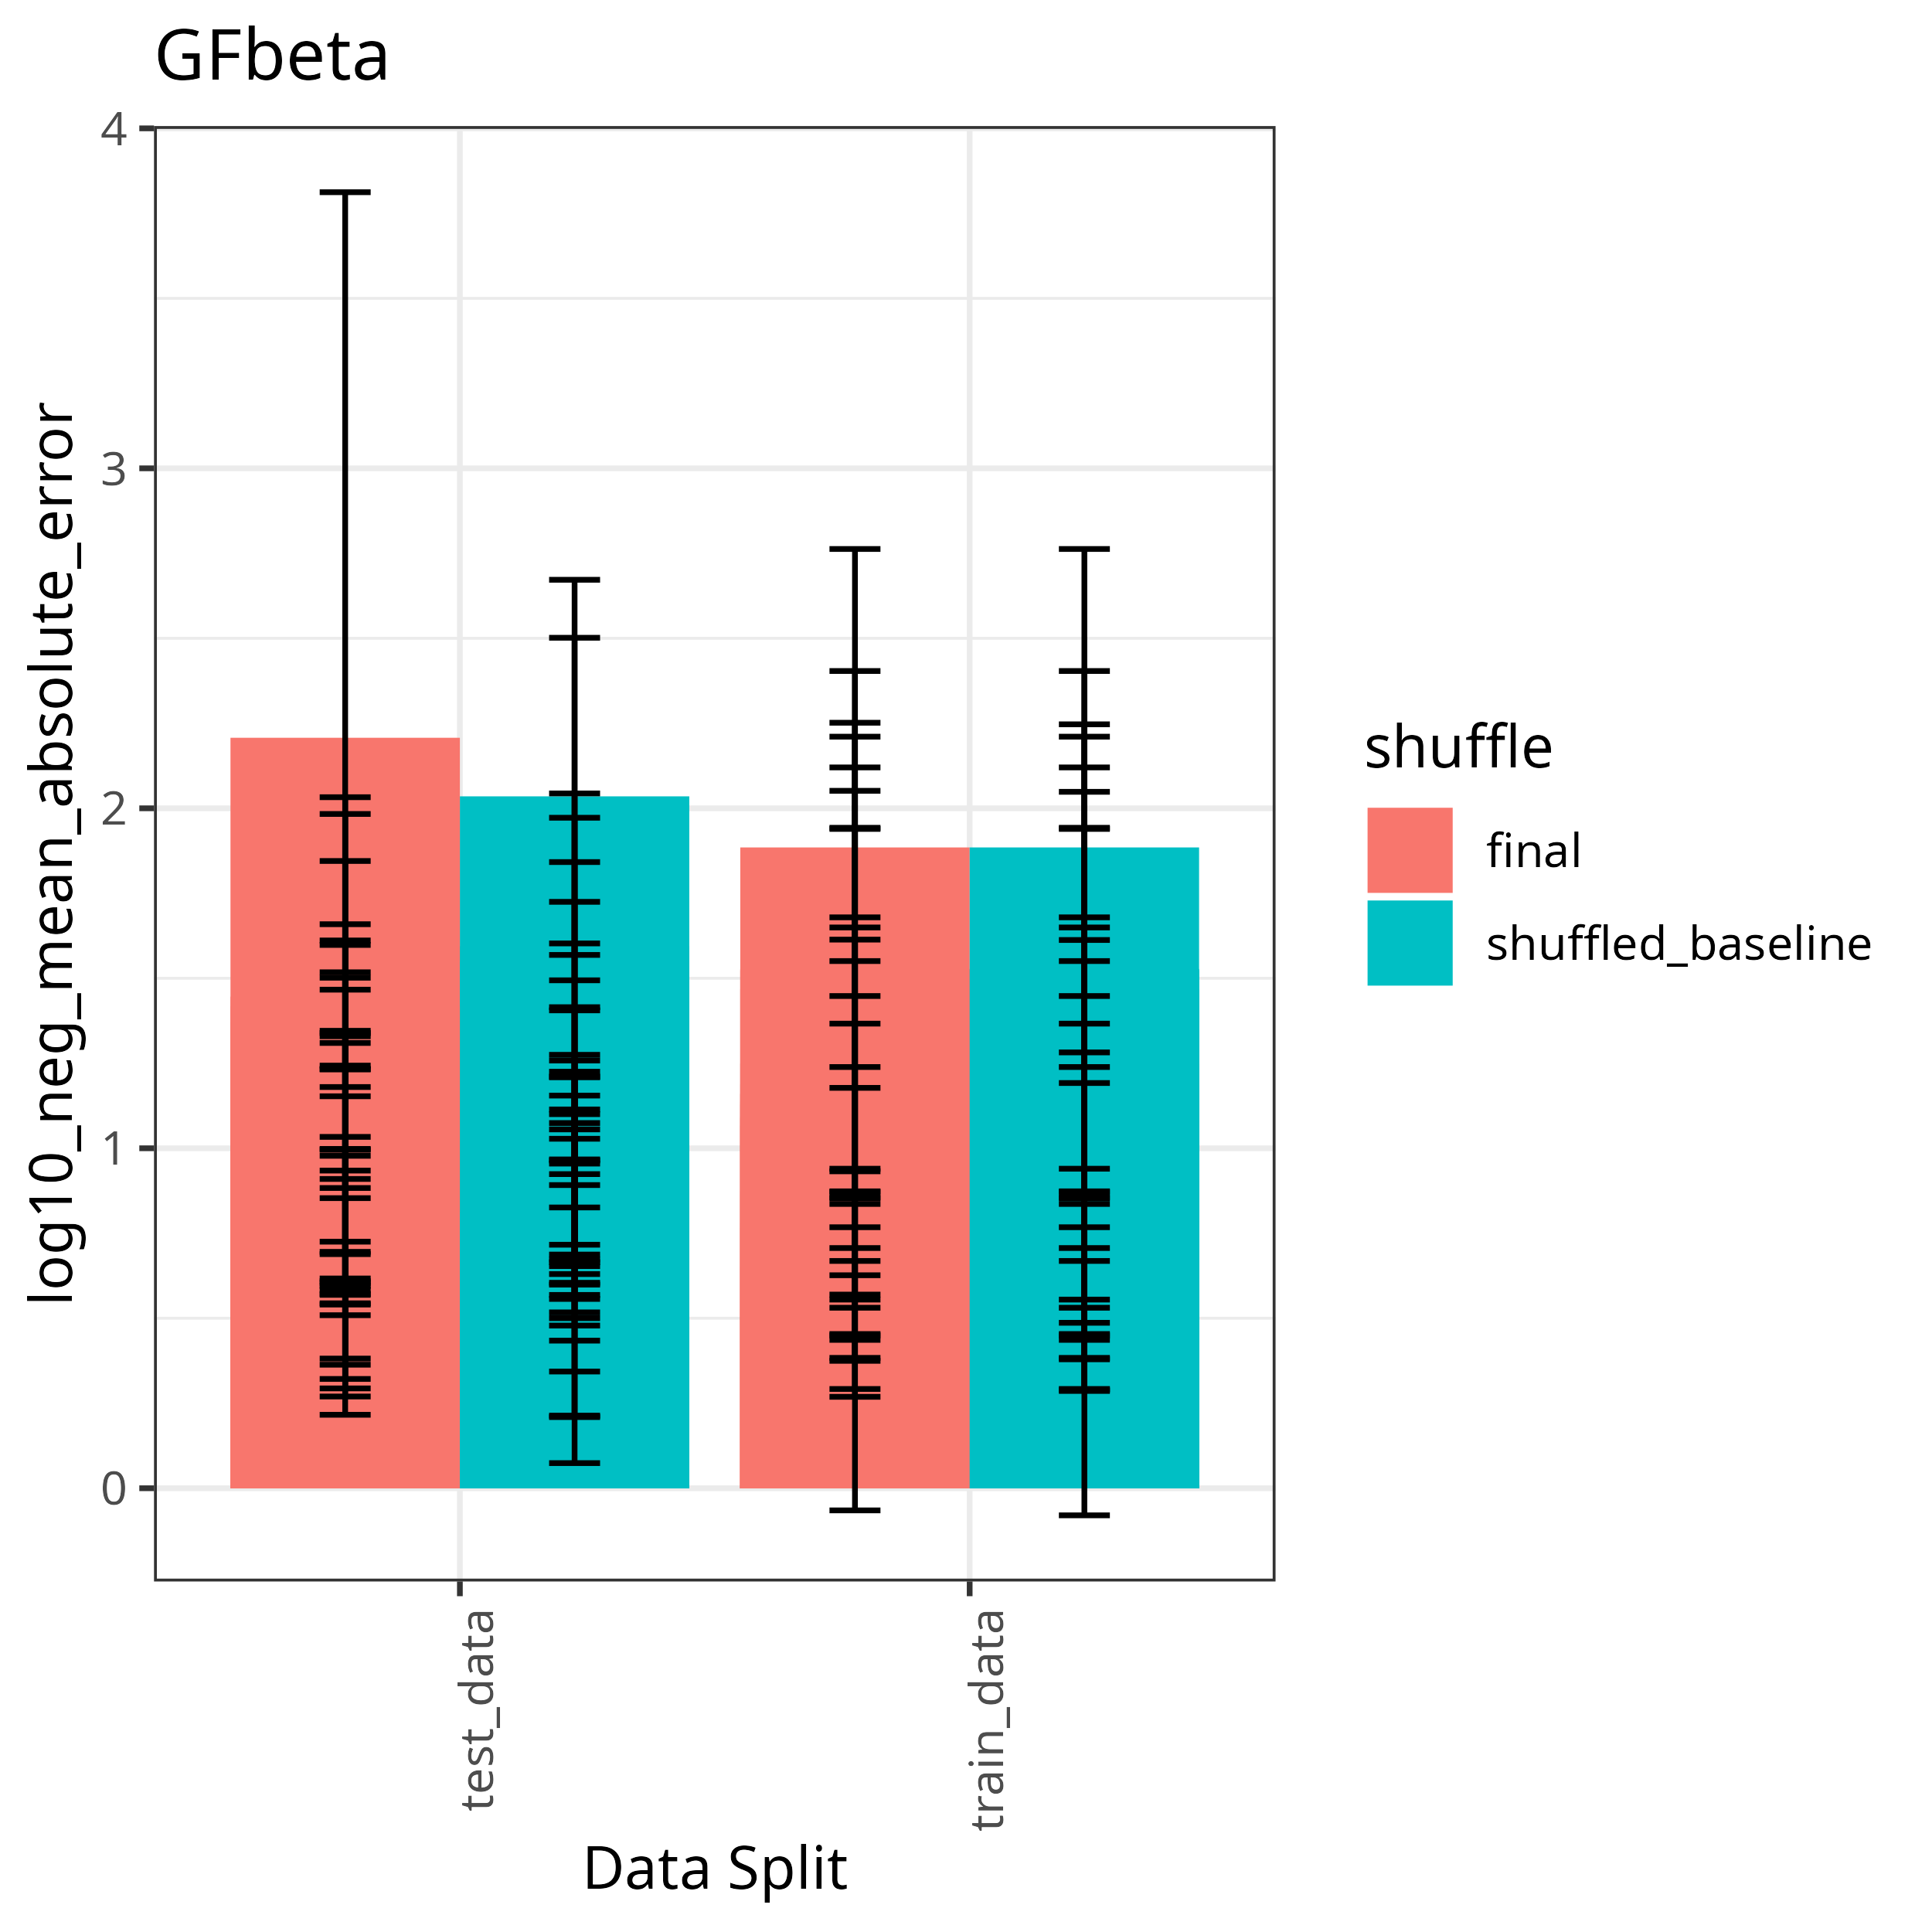 GFbeta
log10_neg_mean_absolute_error
4
3
2
1
0
test_data
train_data
Data Split
shuffle
final
shuffled_baseline